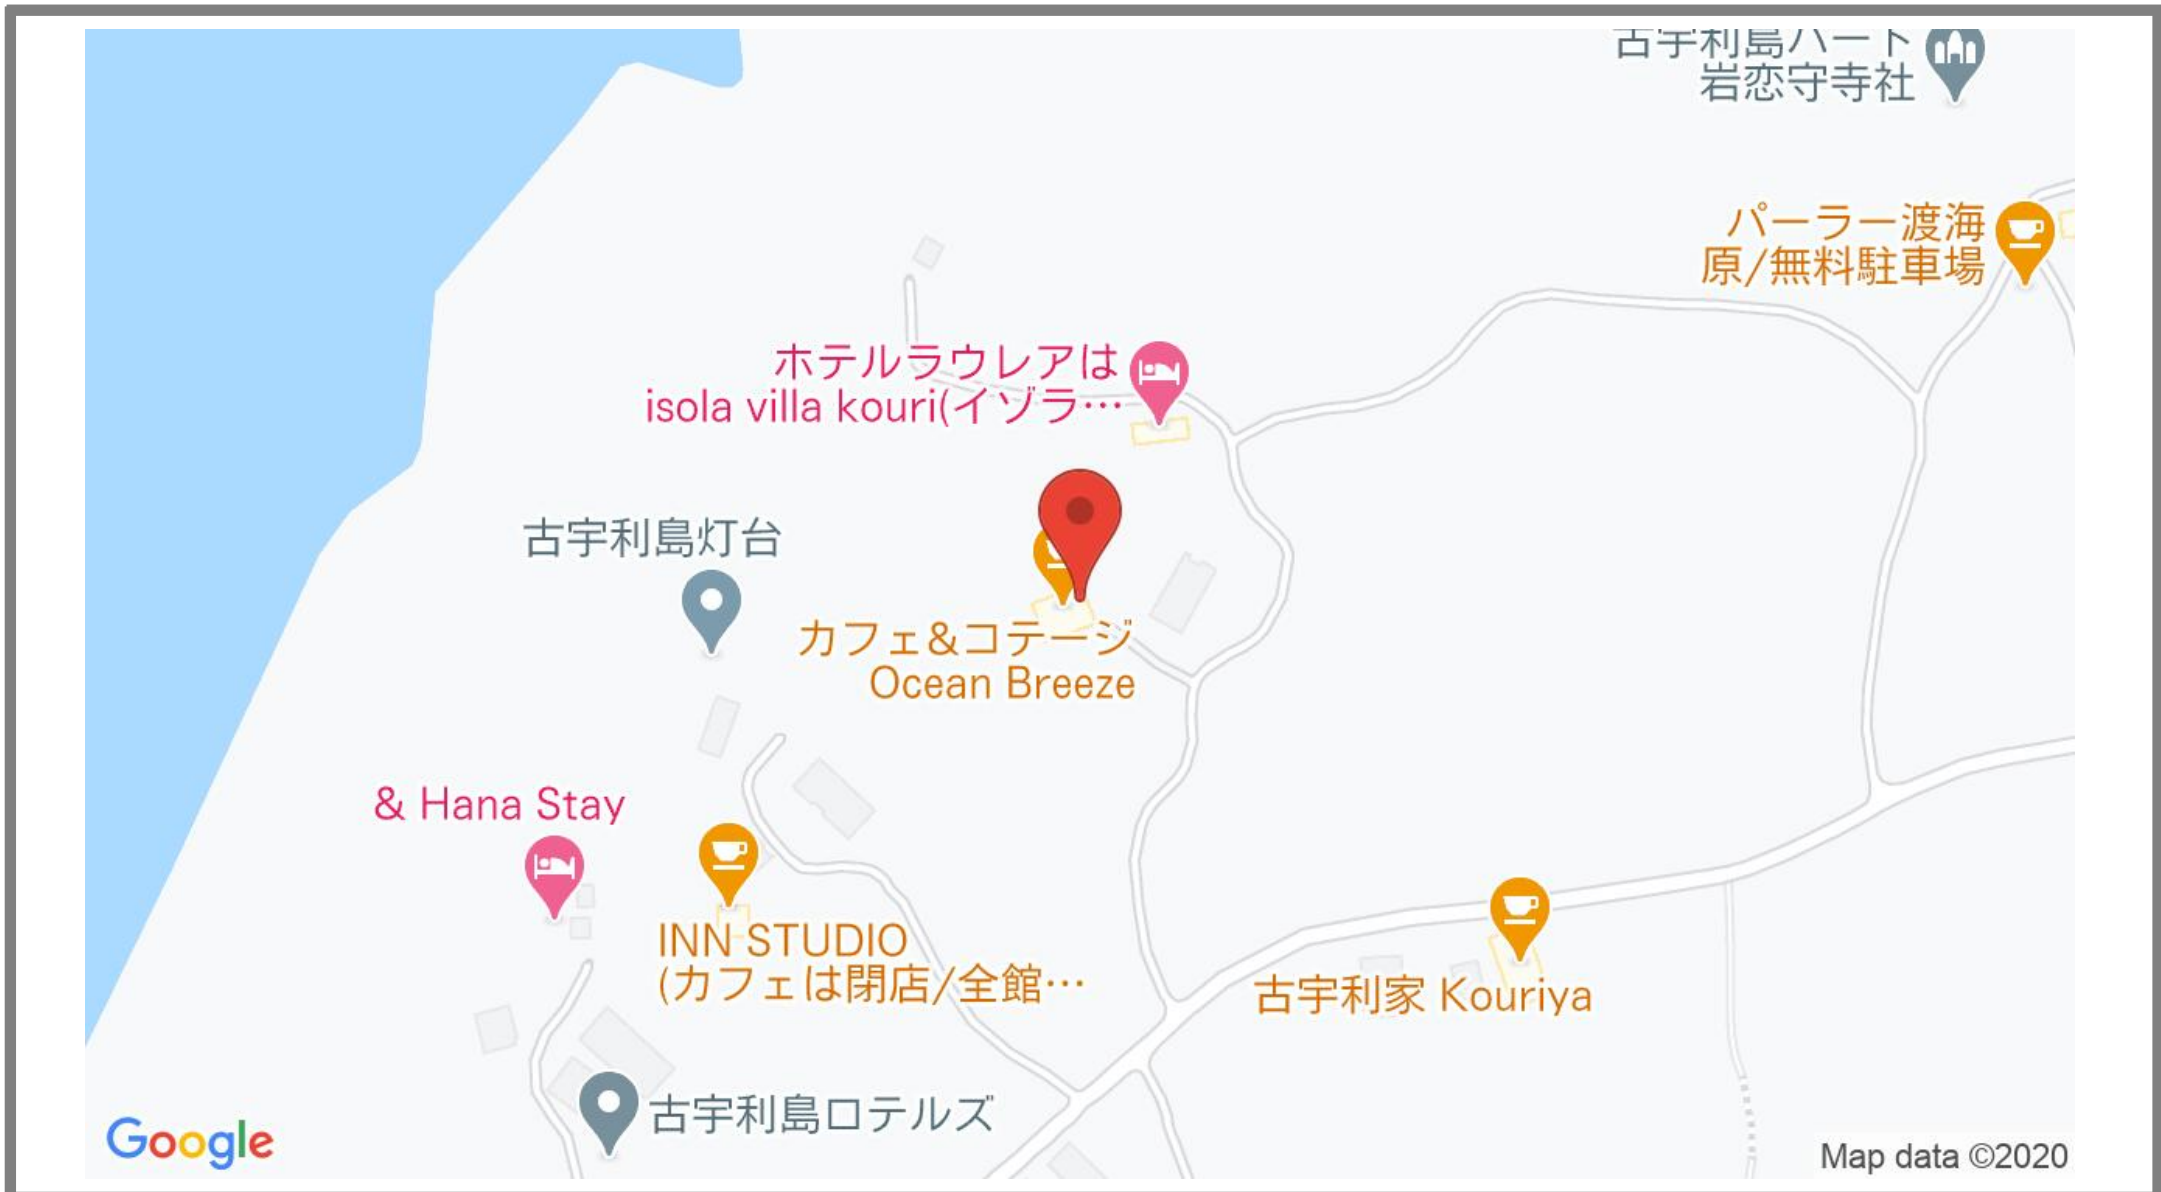 古宇利島ハート
岩恋守寺社
パーラー渡海
原/無料駐車場
ホテルラウレアは
isola villa kouri(イゾラ…
古宇利島灯台
カフェ&コテージ
Ocean Breeze
& Hana Stay
INN STUDIO
(カフェは閉店/全館…
古宇利家 Kouriya
古宇利島ロテルズ
Google
Map data ©2020